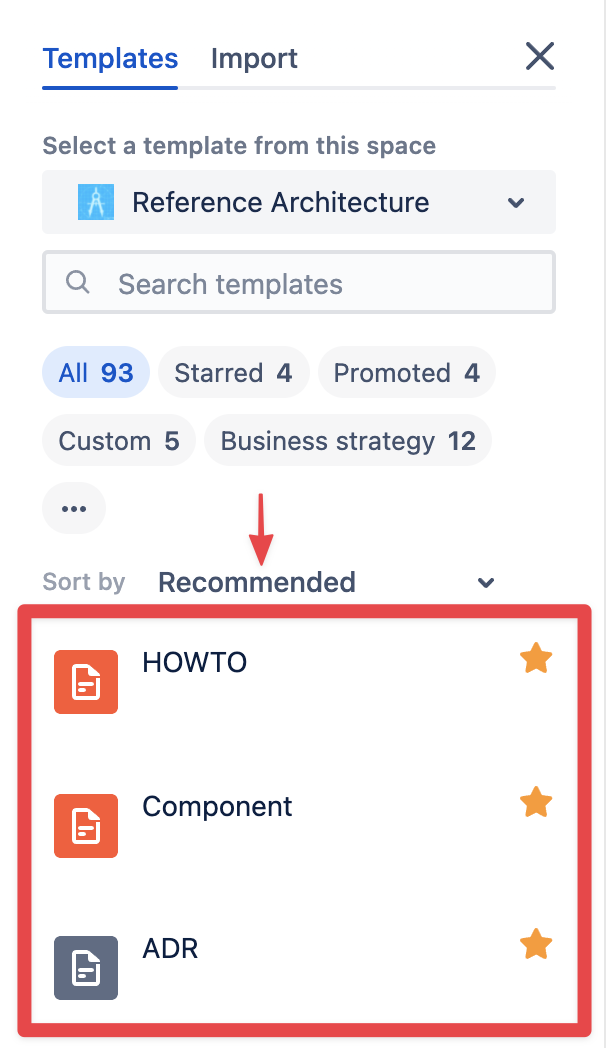 Templates Import
Select a template from this space
Reference Architecture
Search templates
All 93 Starred 4 Promoted 4
Custom 5 Business strategy 12
•••
Sort by Recommended
HOWTO
Component
ADR